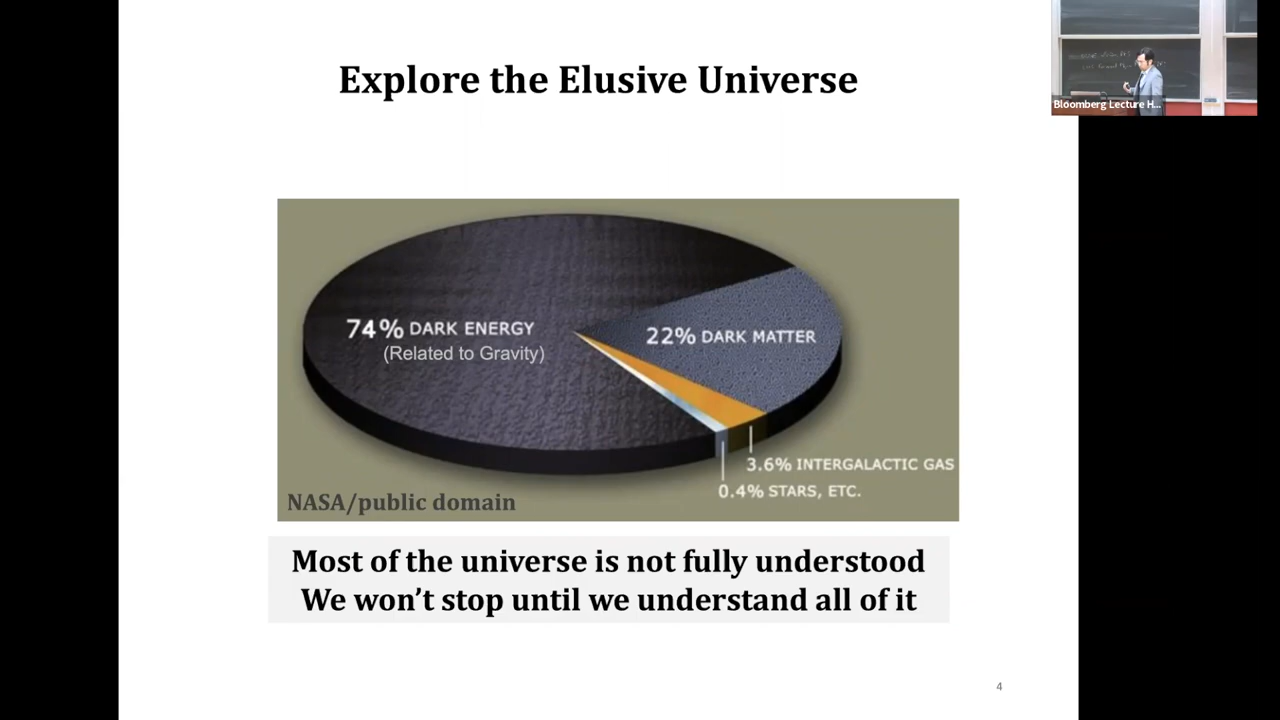 Explore the Elusive Universe
Bloomberg Lecture H...
74% DARK ENERGY
(Related to Gravity)
22% DARK MATTER
3.6% INTERGALACTIC GAS
0.4% STARS, ETC.
NASA/public domain
Most of the universe is not fully understood
We won't stop until we understand all of it
4